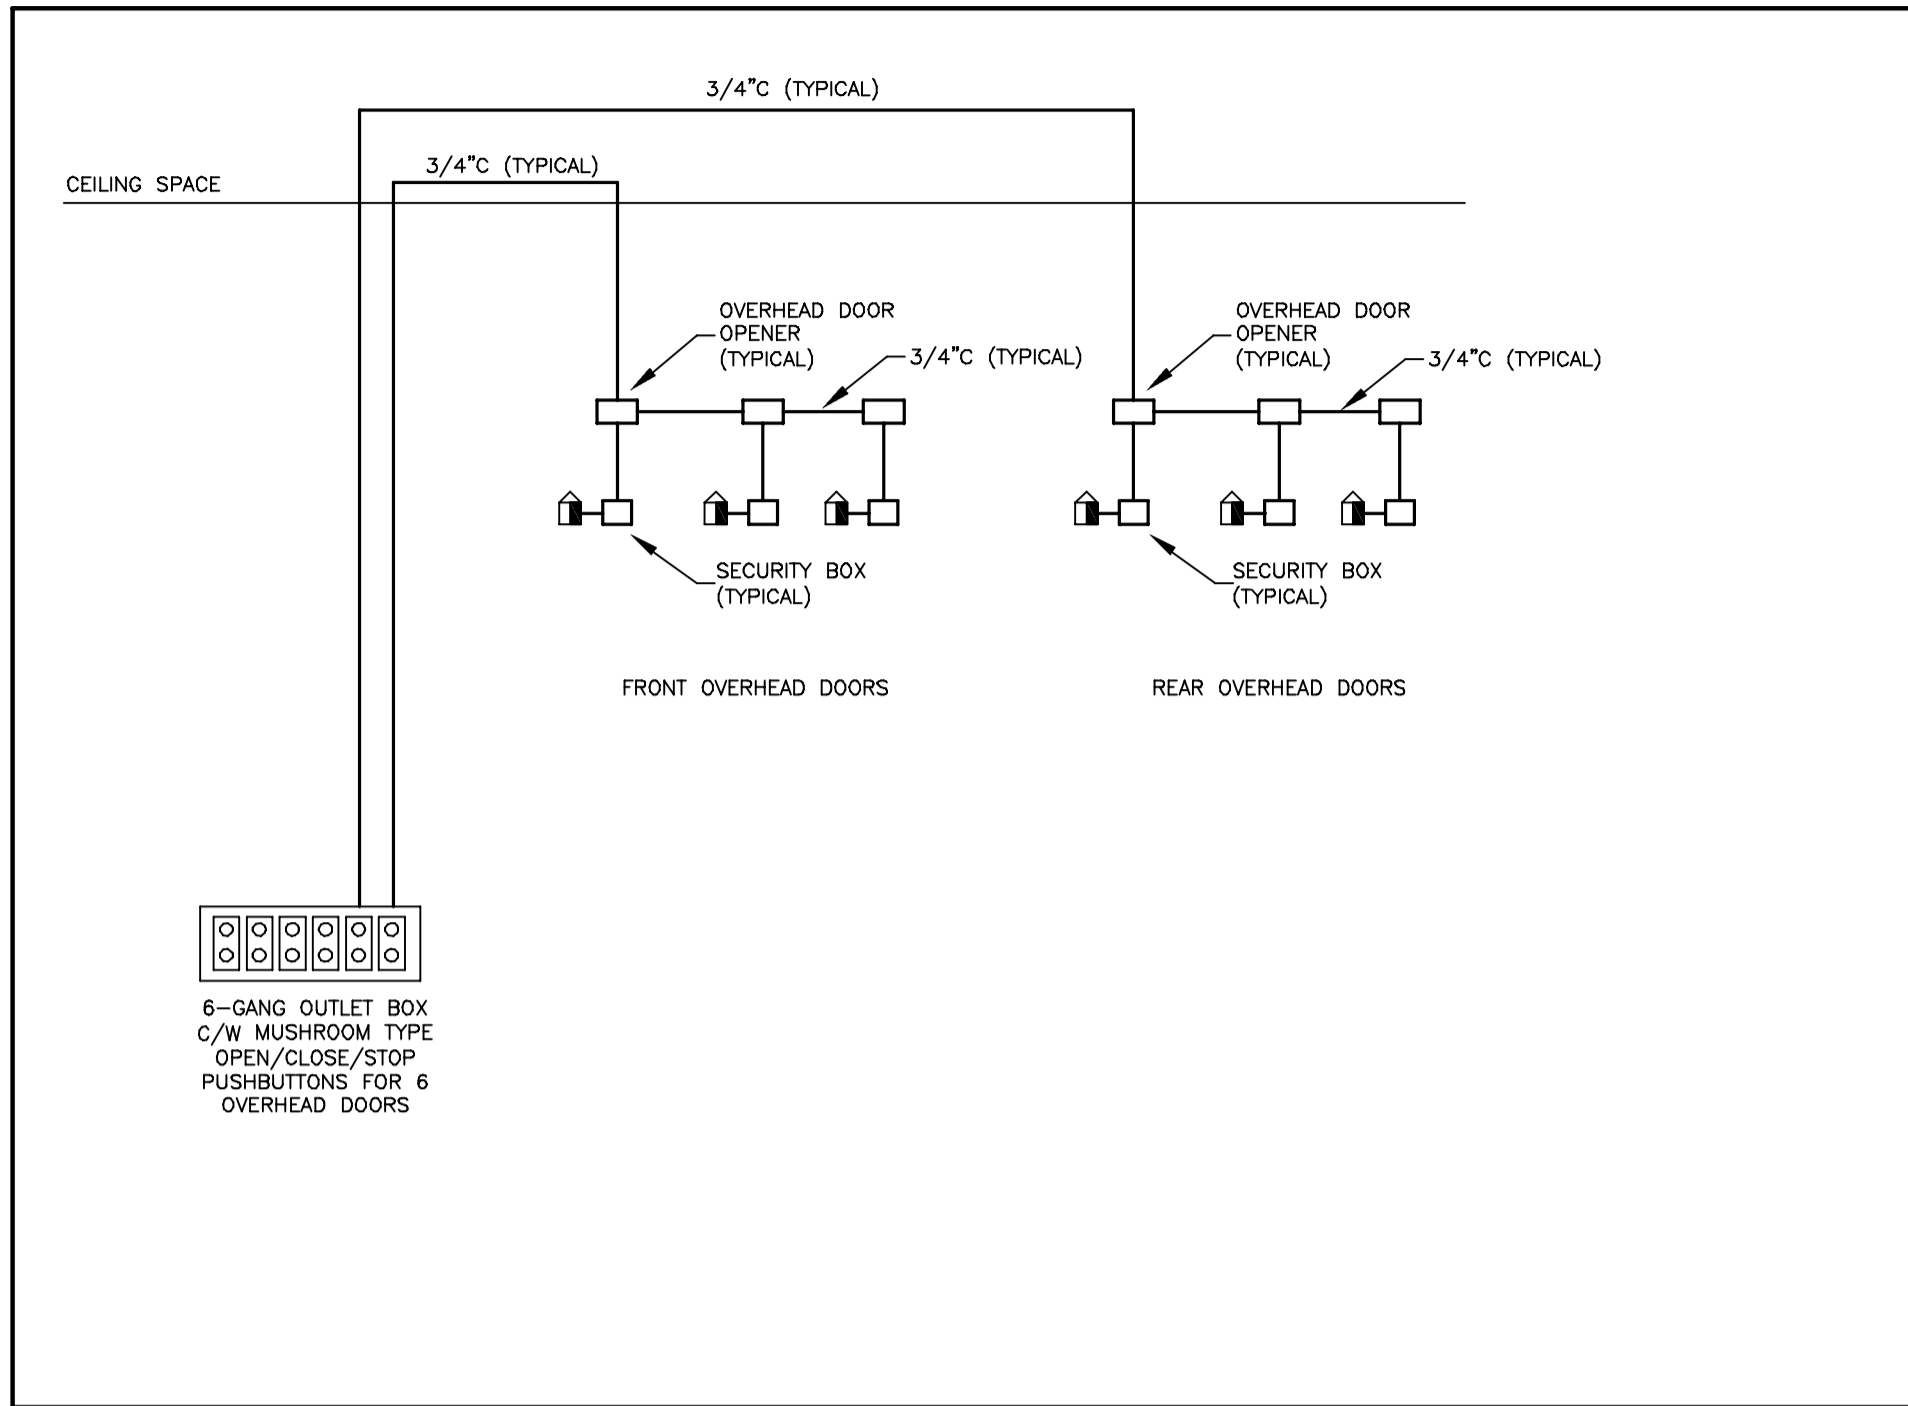 3/4"C (TYPICAL)
3/4"C (TYPICAL)
CEILING SPACE
OVERHEAD DOOR
OPENER
(TYPICAL)
3/4"C (TYPICAL)
OVERHEAD DOOR
OPENER
(TYPICAL)
3/4"C (TYPICAL)
SECURITY BOX
(TYPICAL)
SECURITY BOX
(TYPICAL)
FRONT OVERHEAD DOORS
REAR OVERHEAD DOORS
6-GANG OUTLET BOX
C/W MUSHROOM TYPE
OPEN/CLOSE/STOP
PUSHBUTTONS FOR 6
OVERHEAD DOORS